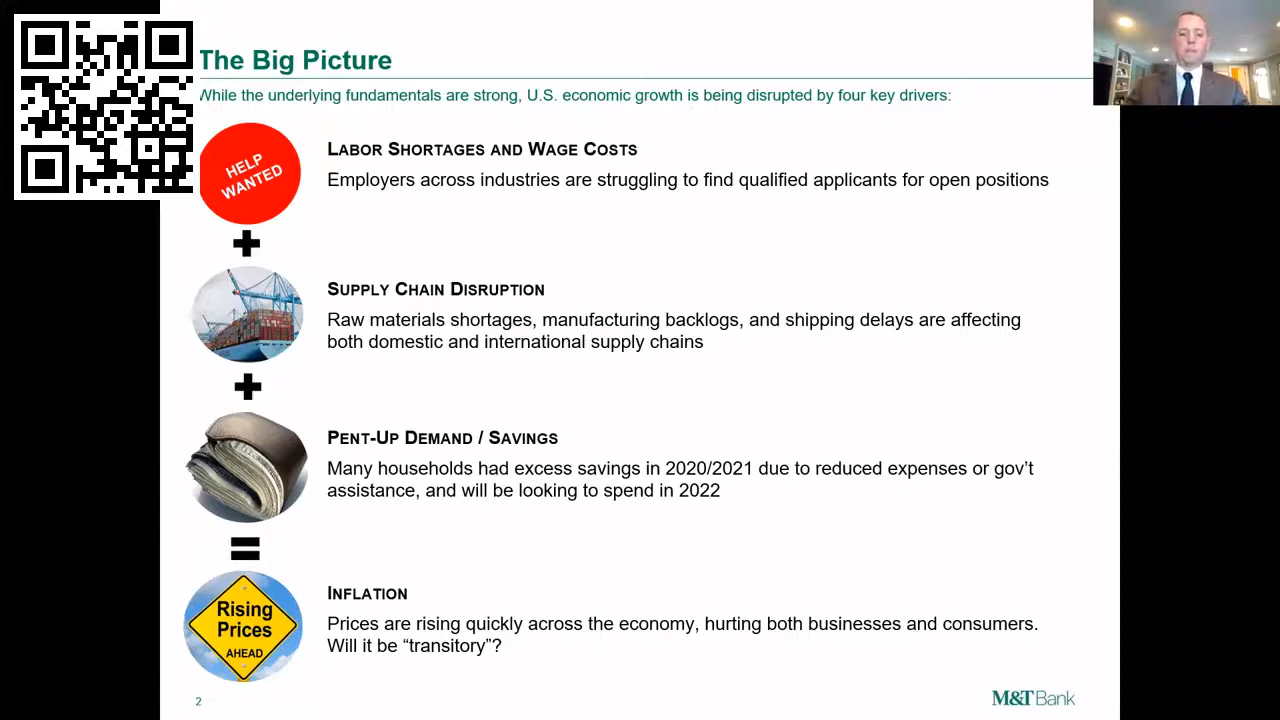 The Big Picture
While the underlying fundamentals are strong, U.S. economic growth is being disrupted by four key drivers:
HELP
WANTED
LABOR SHORTAGES AND WAGE COSTS
Employers across industries are struggling to find qualified applicants for open positions
SUPPLY CHAIN DISRUPTION
Raw materials shortages, manufacturing backlogs, and shipping delays are affecting
both domestic and international supply chains
PENT-UP DEMAND / SAVINGS
Many households had excess savings in 2020/2021 due to reduced expenses or gov’t
assistance, and will be looking to spend in 2022
Rising
Prices
AHEAD
INFLATION
Prices are rising quickly across the economy, hurting both businesses and consumers.
Will it be “transitory”?
2
M&T Bank